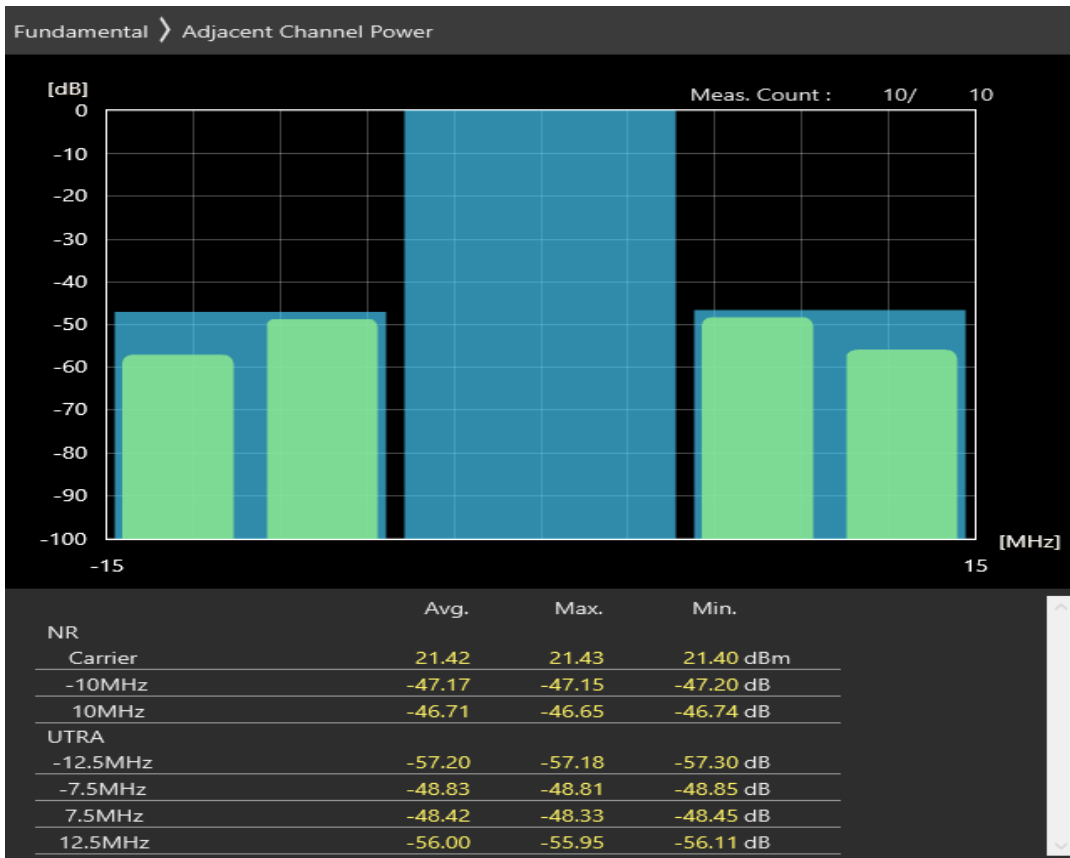 Fundamental ❯ Adjacent Channel Power
[dB]
Meas. Count : 10/ 10
0
-10
-20
-30
-40
-50
-60
-70
-80
-90
-100
[MHz]
-15 15
Avg. Max. Min.
NR
Carrier 21.42 21.43 21.40 dBm
-10MHz -47.17 -47.15 -47.20 dB
10MHz -46.71 -46.65 -46.74 dB
UTRA
-12.5MHz -57.20 -57.18 -57.30 dB
-7.5MHz -48.83 -48.81 -48.85 dB
7.5MHz -48.42 -48.33 -48.45 dB
12.5MHz -56.00 -55.95 -56.11 dB